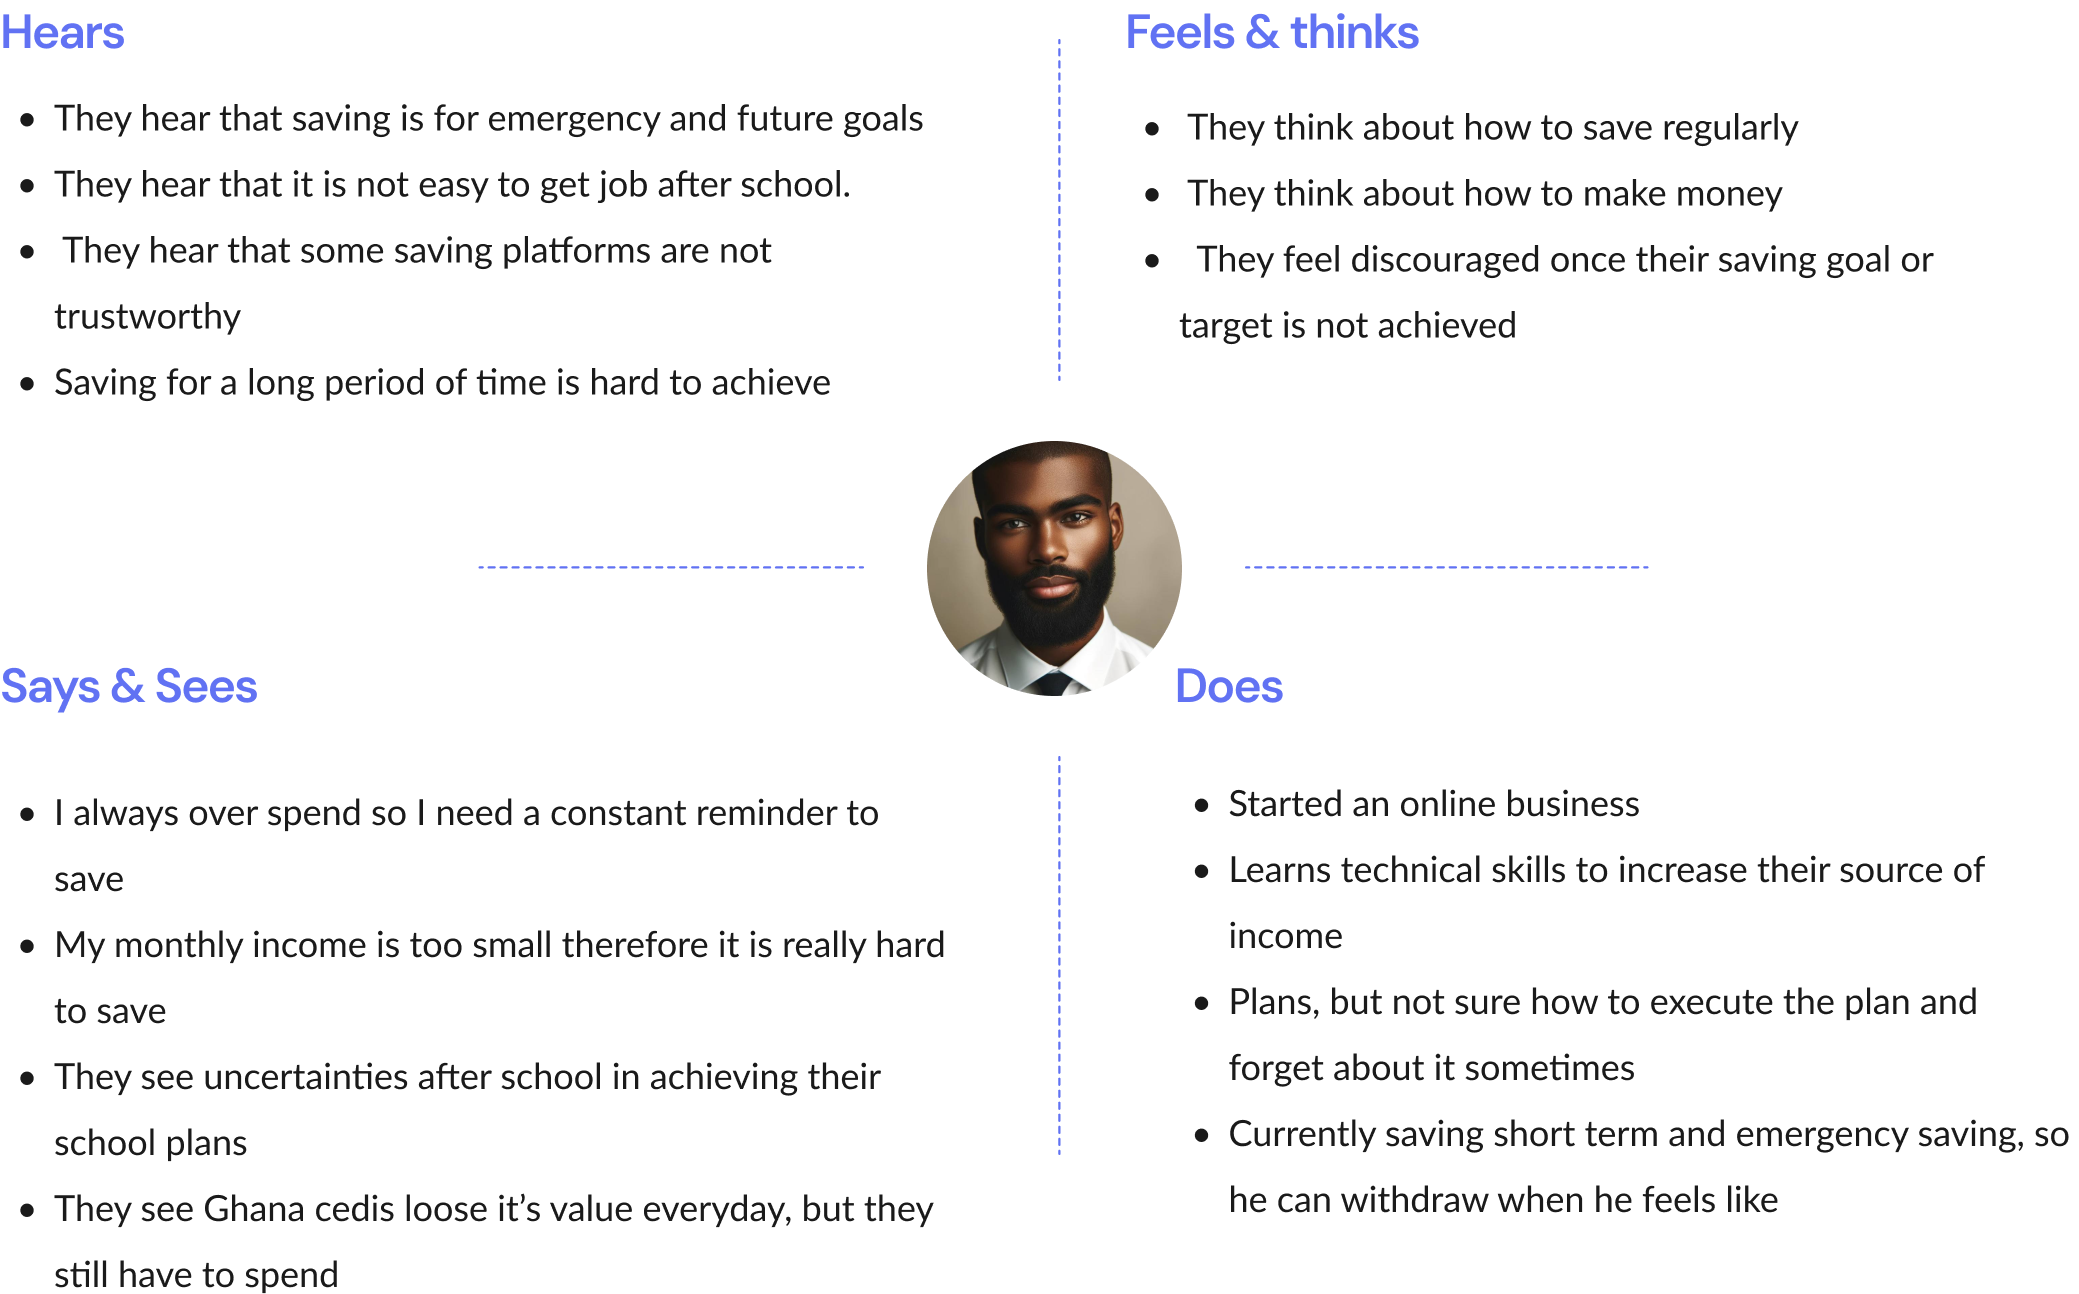 Hears
They hear that saving is for emergency and future goals
They hear that it is not easy to get job after school.
They hear that some saving platforms are not
trustworthy
Saving for a long period of time is hard to achieve
Feels & thinks
They think about how to save regularly
They think about how to make money
They feel discouraged once their saving goal or
target is not achieved
Says & Sees
I always over spend so I need a constant reminder to
save
My monthly income is too small therefore it is really hard
to save
They see uncertainties after school in achieving their
school plans
They see Ghana cedis loose it’s value everyday, but they
still have to spend
Does
Started an online business
Learns technical skills to increase their source of
income
Plans, but not sure how to execute the plan and
forget about it sometimes
Currently saving short term and emergency saving, so
he can withdraw when he feels like